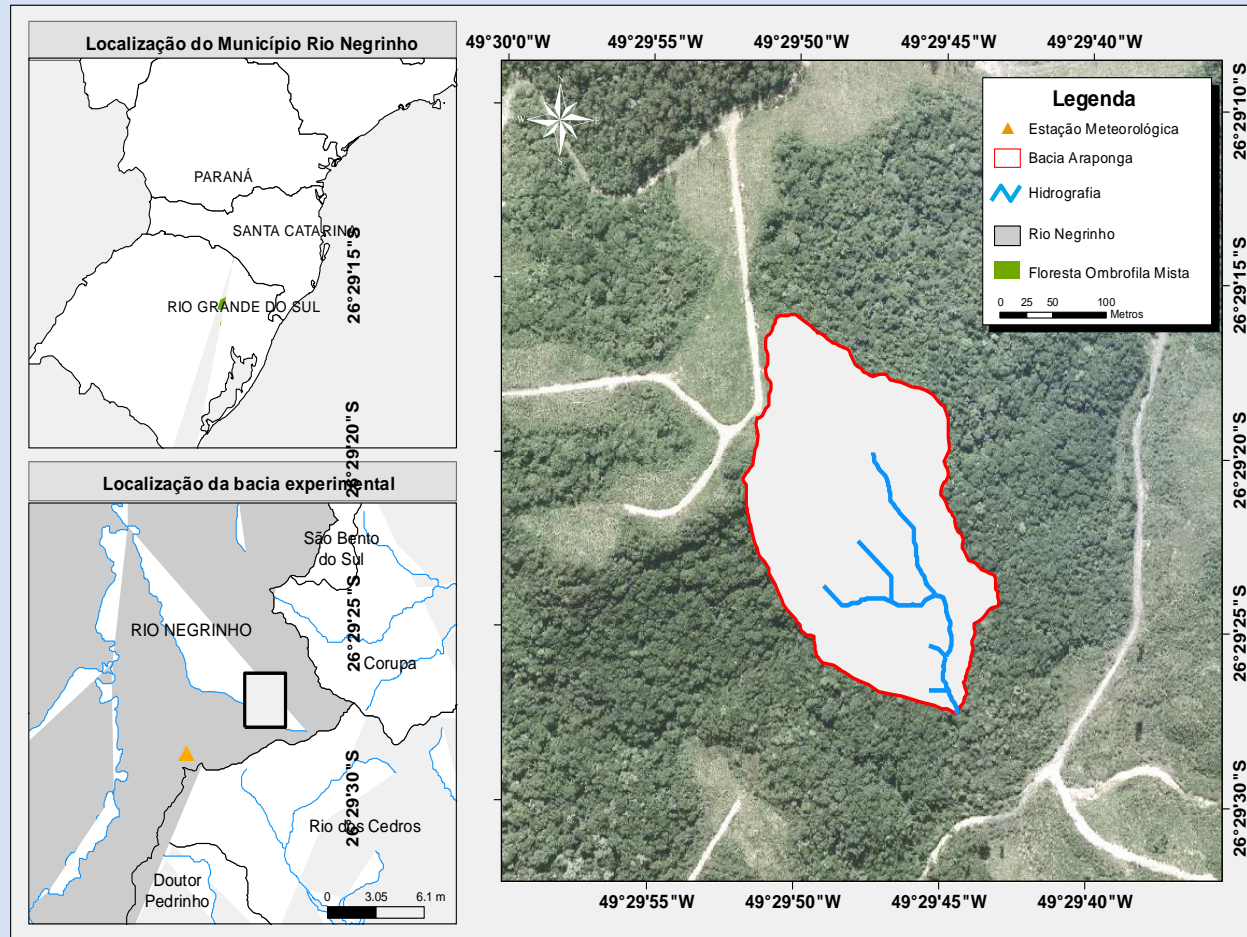 Localização do Município Rio Negrinho
PARANÁ
SANTA CATARINA
RIO GRANDE DO SUL
Localização da bacia experimental
São Bento
do Sul
RIO NEGRINHO
Corupa
Rio dos Cedros
Doutor
Pedrinho
0 3.05 6.1 m
49°30'0"W 49°29'55"W 49°29'50"W 49°29'45"W 49°29'40"W
26°29'15"S
26°29'20"S
26°29'25"S
26°29'30"S
Legenda
Estação Meteorológica
Bacia Araponga
Hidrografia
Rio Negrinho
Floresta Ombrofila Mista
0 25 50 100
Metros
26°29'10"S
26°29'15"S
26°29'20"S
26°29'25"S
26°29'30"S
49°29'55"W 49°29'50"W 49°29'45"W 49°29'40"W